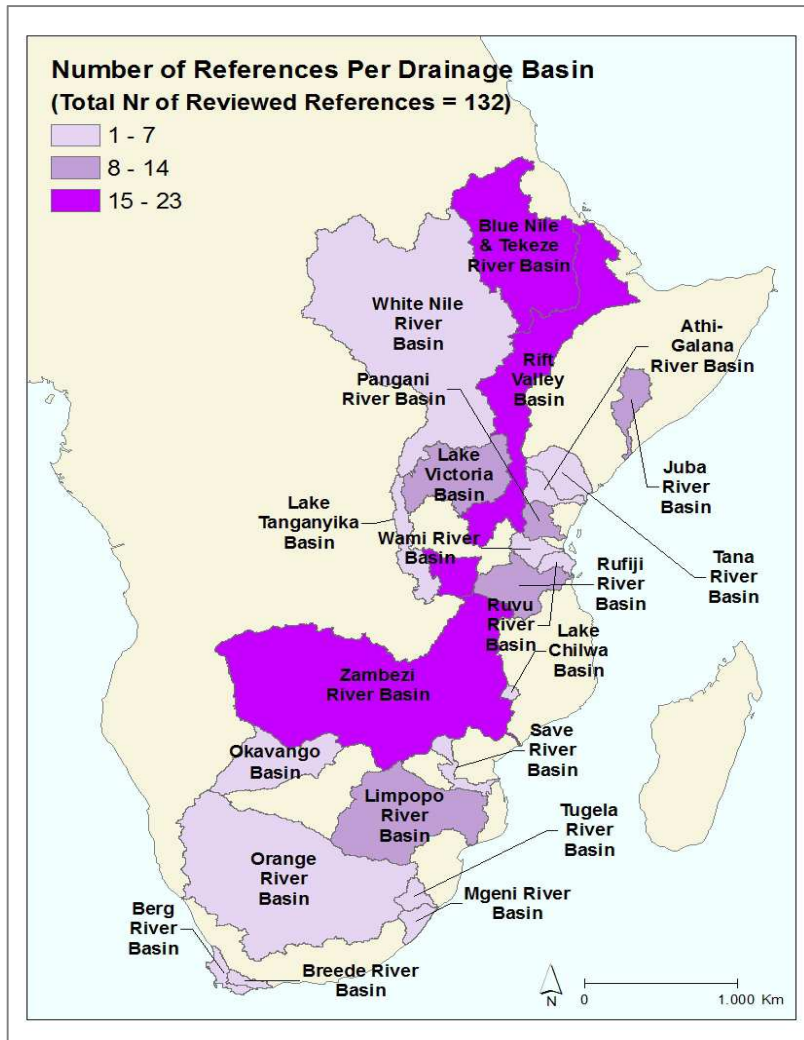 Number of References Per Drainage Basin
(Total Nr of Reviewed References = 132)
1 - 7
8 - 14
15 - 23
Blue Nile
& Tekeze
River Basin
White Nile
River
Basin
Athi-
Galana
River Basin
Pangani
River Basin
Rift
Valley
Basin
Lake
Victoria
Basin
Juba
River
Basin
Lake
Tanganyika
Basin
Wami River
Basin
Tana
River
Basin
Rufiji
River
Basin
Ruvu
River
Basin
Lake
Chilwa
Basin
Zambezi
River Basin
Save
River
Basin
Okavango
Basin
Limpopo
River
Basin
Tugela
River
Basin
Orange
River
Basin
Mgeni River
Basin
Berg
River
Basin
Breede River
Basin
N
0
1.000 Km